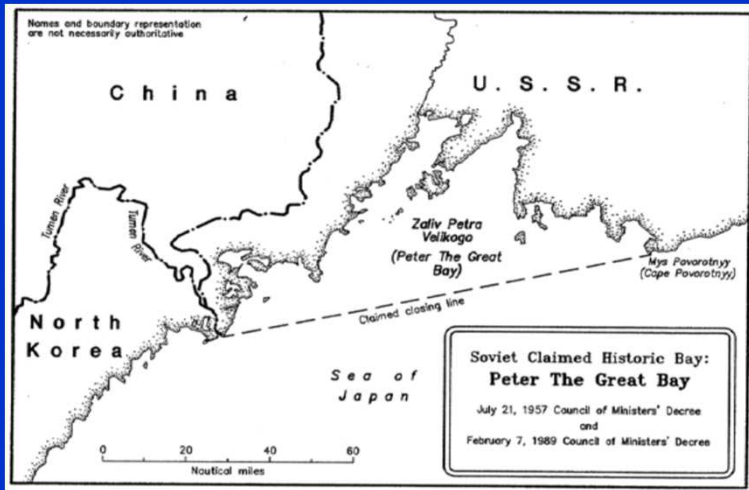 Names and boundary representation
are not necessarily authoritative
China
U. S. S. R.
Tumen River
Tumen River
Zaliv Petra
Velikogo
(Peter The Great
Bay)
Mys Povorotnyy
(Cape Povorotnyy)
Claimed closing line
North
Korea
Sea of
Japan
Soviet Claimed Historic Bay:
Peter The Great Bay
July 21, 1957 Council of Ministers' Decree
and
February 7, 1989 Council of Ministers' Decree
0 20 40 60
Nautical miles